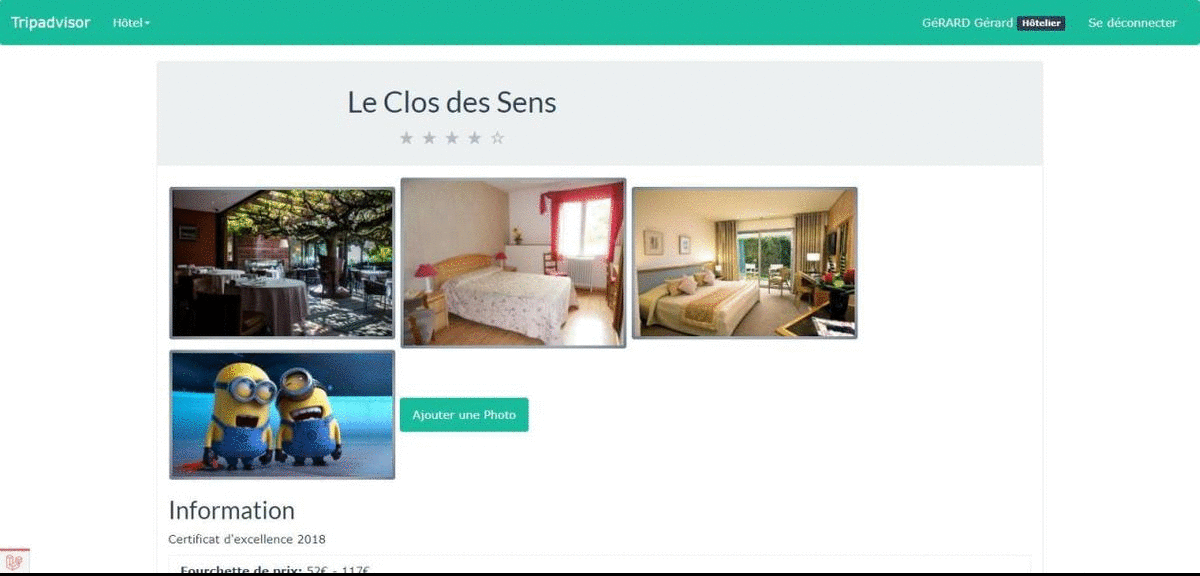 Tripadvisor Hôtel GéRARD Gérard Hôtelier Se déconnecter
Le Clos des Sens
Ajouter une Photo
Information
Certificat d'excellence 2018
Fourchette de prix: 52€ - 117€